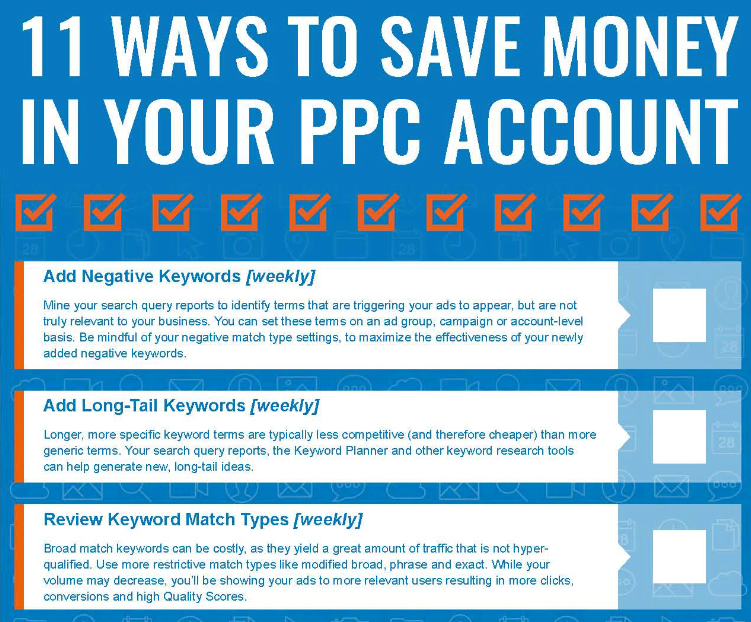 11 WAYS TO SAVE MONEY
IN YOUR PPC ACCOUNT
Add Negative Keywords [weekly]
Mine your search query reports to identify terms that are triggering your ads to appear, but are not
truly relevant to your business. You can set these terms on an ad group, campaign or account-level
basis. Be mindful of your negative match type settings, to maximize the effectiveness of your newly
added negative keywords.
Add Long-Tail Keywords [weekly]
Longer, more specific keyword terms are typically less competitive (and therefore cheaper) than more
generic terms. Your search query reports, the Keyword Planner and other keyword research tools
can help generate new, long-tail ideas.
Review Keyword Match Types [weekly]
Broad match keywords can be costly, as they yield a great amount of traffic that is not hyper-
qualified. Use more restrictive match types like modified broad, phrase and exact. While your
volume may decrease, you'll be showing your ads to more relevant users resulting in more clicks,
conversions and high Quality Scores.